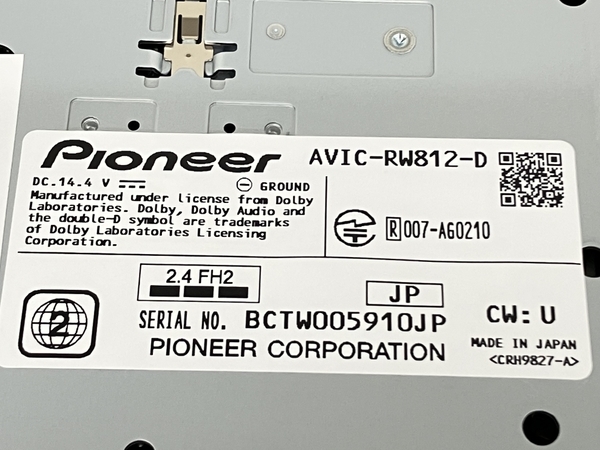 Pioneer
AVIC-RW812-D
DC.14.4 V
GROUND
Manufactured under license from Dolby
Laboratories. Dolby, Dolby Audio and
the double-D symbol are trademarks
of Dolby Laboratories Licensing
Corporation.
R 007-A60210
2.4 FH2
JP
2
SERIAL NO. BCTW005910JP
CW: U
PIONEER CORPORATION
MADE IN JAPAN
<CRH9827-A>